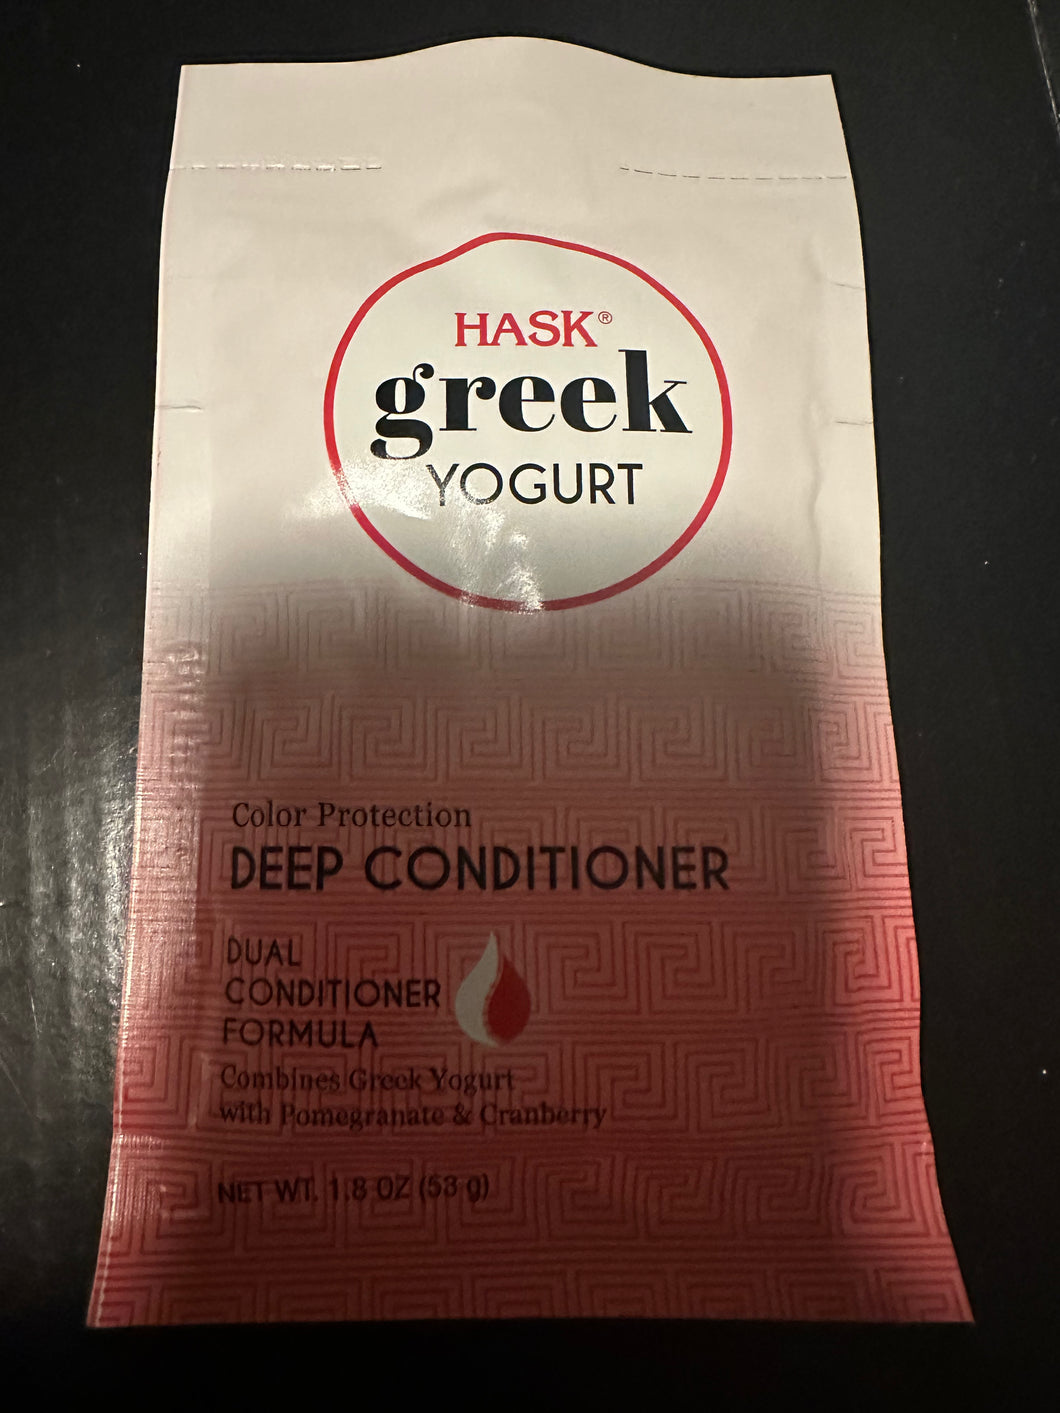 HASK®
greek
YOGURT
Color Protection
DEEP CONDITIONER
DUAL
CONDITIONER
FORMULA
Combines Greek Yogurt
with Pomegranate & Cranberry
NET WT. 1.8 OZ (53 g)